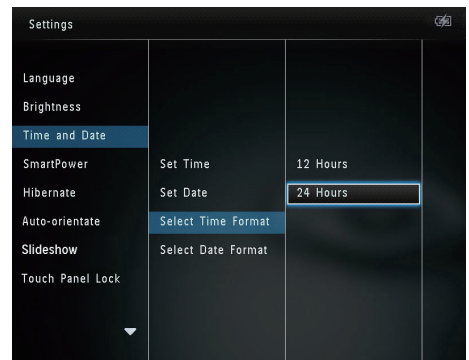 Settings
Language
Brightness
Time and Date
SmartPower
Hibernate
Auto-orientate
Slideshow
Touch Panel Lock
Set Time
Set Date
Select Time Format
Select Date Format
12 Hours
24 Hours